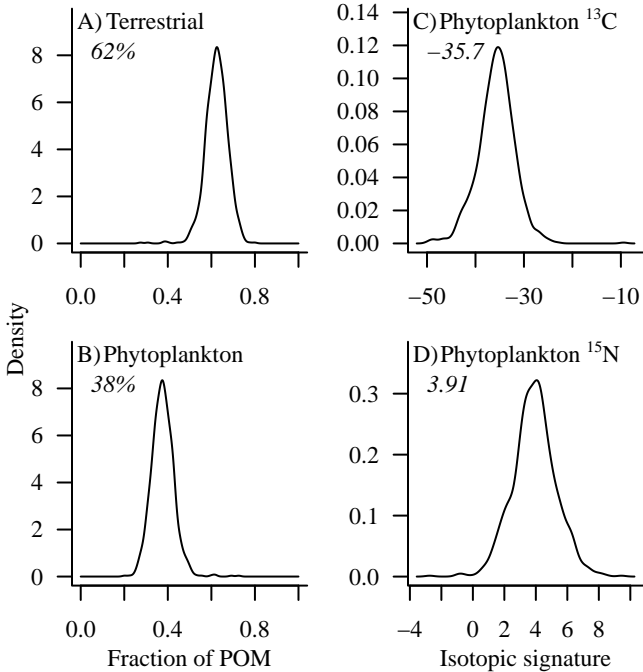 A) Terrestrial
62%
8
6
4
2
0
0.0 0.4 0.8
C) Phytoplankton ¹³C
−35.7
0.14
0.12
0.10
0.08
0.06
0.04
0.02
0.00
−50 −30 −10
Density
B) Phytoplankton
38%
8
6
4
2
0
0.0 0.4 0.8
Fraction of POM
D) Phytoplankton ¹⁵N
3.91
0.3
0.2
0.1
0.0
−4 0 2 4 6 8
Isotopic signature